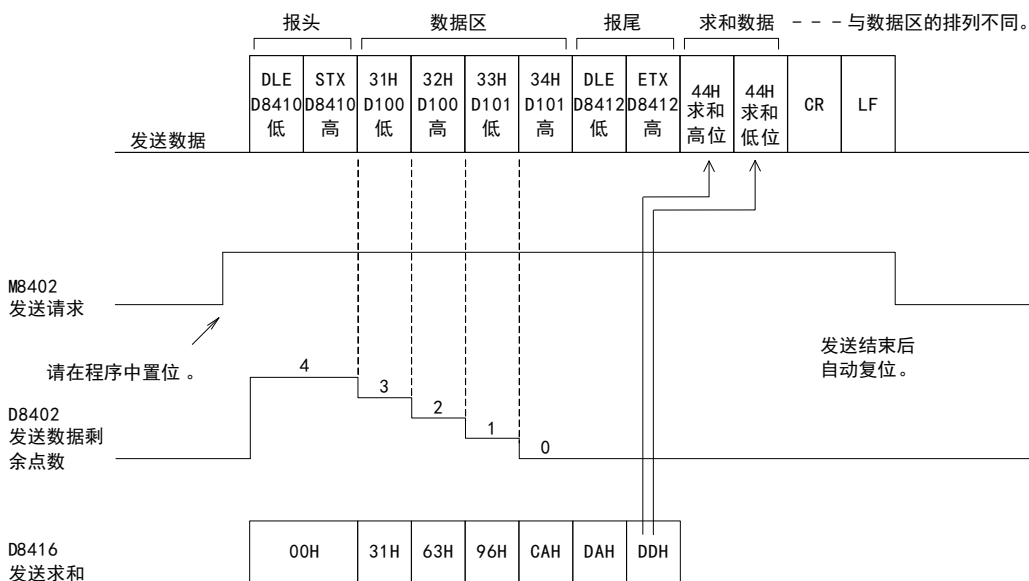 报头 数据区 报尾 求和数据 - - - 与数据区的排列不同。
DLE STX 31H 32H 33H 34H DLE ETX 44H 44H CR LF
D8410 D8410 D100 D100 D101 D101 D8412 D8412 求和 求和
低 高 低 高 低 高 低 高 高位 低位
发送数据
M8402
发送请求
请在程序中置位 。
发送结束后
自动复位。
4
3
2
1
0
D8402
发送数据剩
余点数
D8416
发送求和
00H 31H 63H 96H CAH DAH DDH